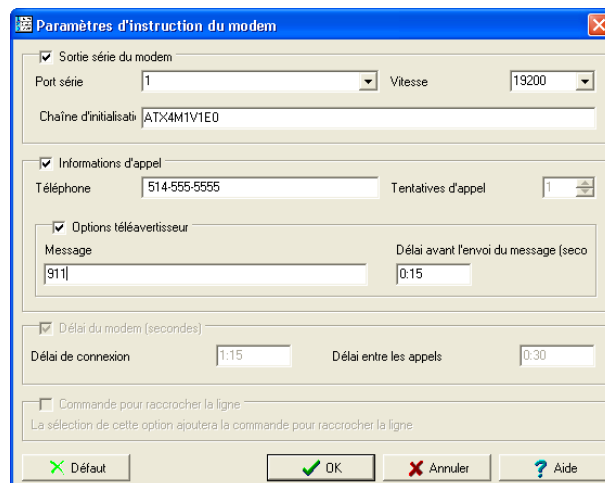 Paramètres d'instruction du modem
Sortie série du modem
Port série 1 Vitesse 19200
Chaîne d'initialisati ATX4M1V1E0
Informations d'appel
Téléphone 514-555-5555 Tentatives d'appel 1
Options téléavertisseur
Message Délai avant l'envoi du message (seco
911 0:15
Délai du modem (secondes)
Délai de connexion 1:15 Délai entre les appels 0:30
Commande pour raccrocher la ligne
La sélection de cette option ajoutera la commande pour raccrocher la ligne
Défaut OK Annuler Aide